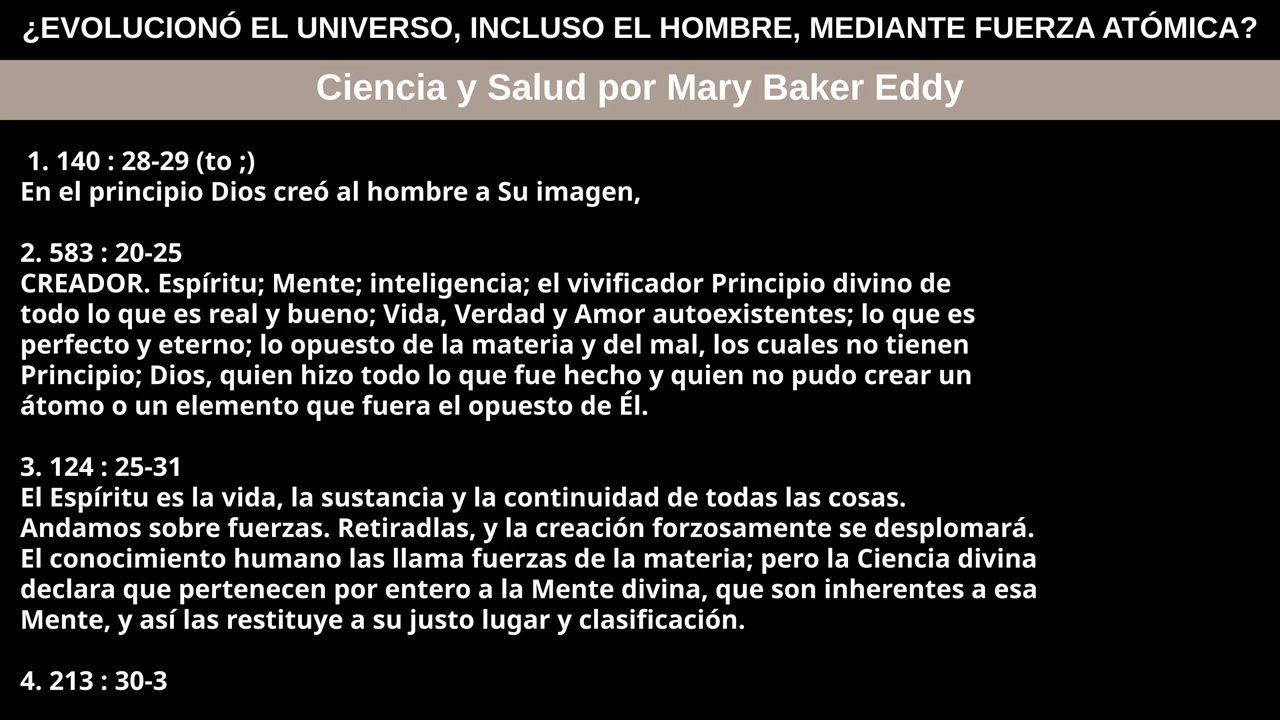 ¿EVOLUCIONÓ EL UNIVERSO, INCLUSO EL HOMBRE, MEDIANTE FUERZA ATÓMICA?
Ciencia y Salud por Mary Baker Eddy
1. 140 : 28-29 (to ;)
En el principio Dios creó al hombre a Su imagen,
2. 583 : 20-25
CREADOR. Espíritu; Mente; inteligencia; el vivificador Principio divino de
todo lo que es real y bueno; Vida, Verdad y Amor autoexistentes; lo que es
perfecto y eterno; lo opuesto de la materia y del mal, los cuales no tienen
Principio; Dios, quien hizo todo lo que fue hecho y quien no pudo crear un
átomo o un elemento que fuera el opuesto de Él.
3. 124 : 25-31
El Espíritu es la vida, la sustancia y la continuidad de todas las cosas.
Andamos sobre fuerzas. Retiradlas, y la creación forzosamente se desplomará.
El conocimiento humano las llama fuerzas de la materia; pero la Ciencia divina
declara que pertenecen por entero a la Mente divina, que son inherentes a esa
Mente, y así las restituye a su justo lugar y clasificación.
4. 213 : 30-3